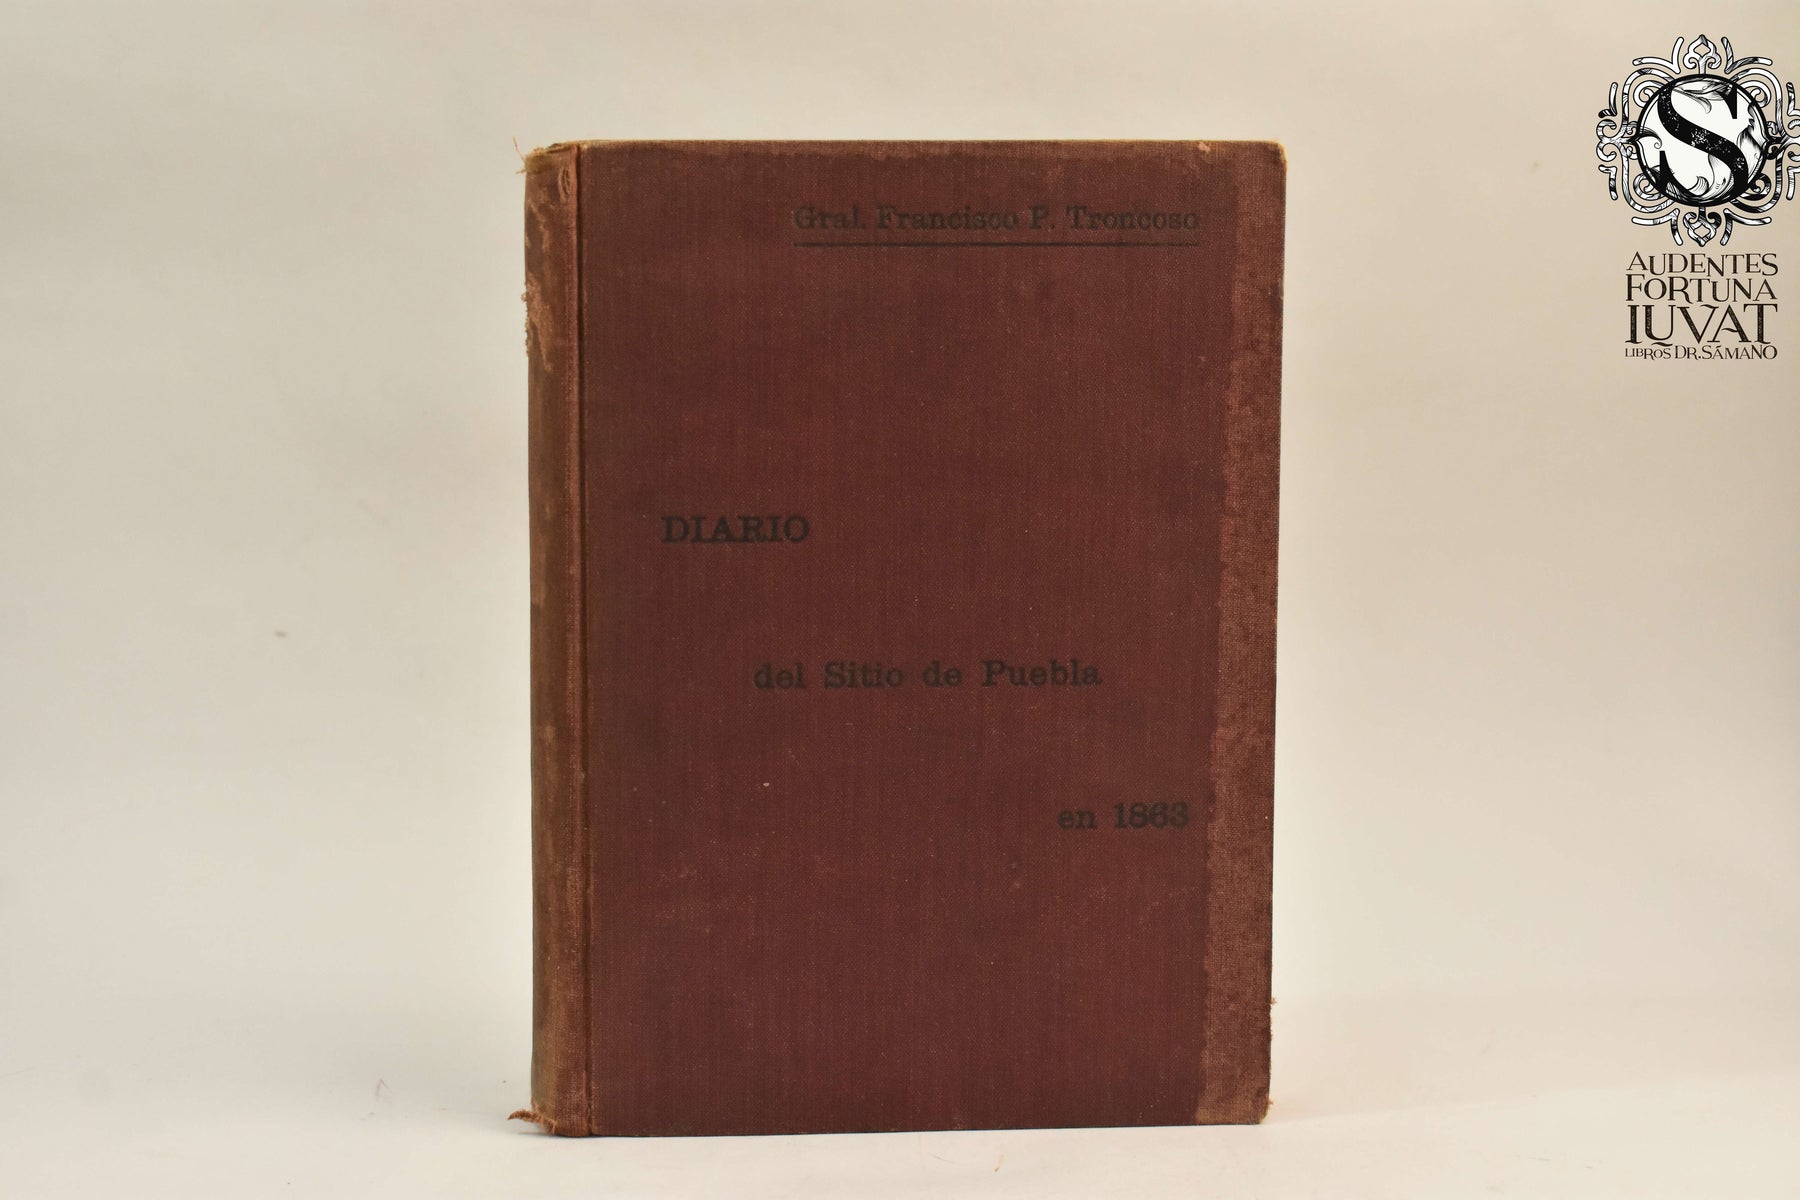 Gral. Francisco P. Troncoso
DIARIO
del Sitio de Puebla
en 1863
S
AUDENTES
FORTUNA
IUVAT
LIBROS DR. SÁMANO